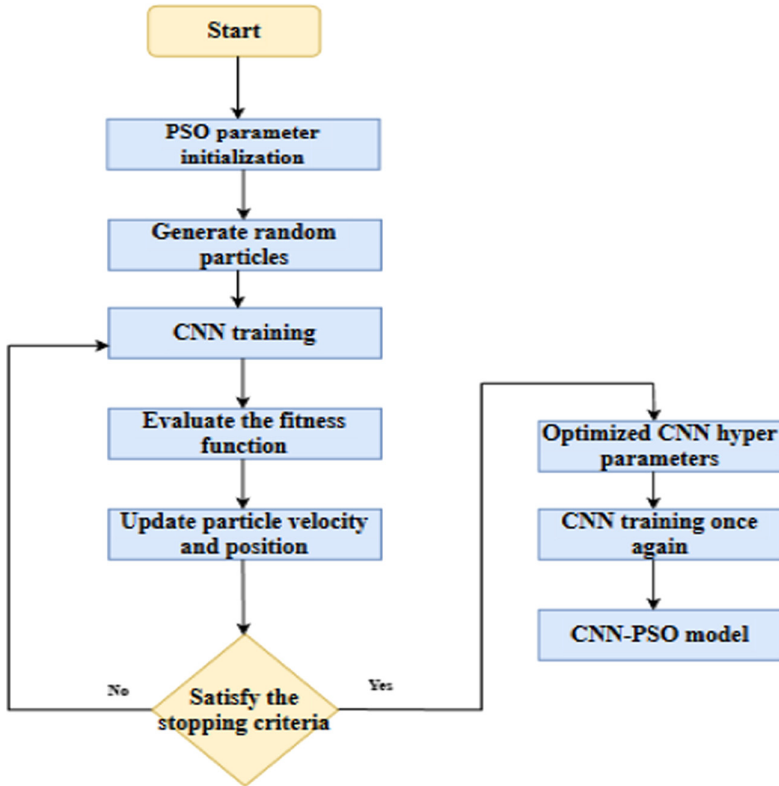 Start
PSO parameter
initialization
Generate random
particles
CNN training
Evaluate the fitness
function
Update particle velocity
and position
No
Satisfy the
stopping criteria
Yes
Optimized CNN hyper
parameters
CNN training once
again
CNN-PSO model